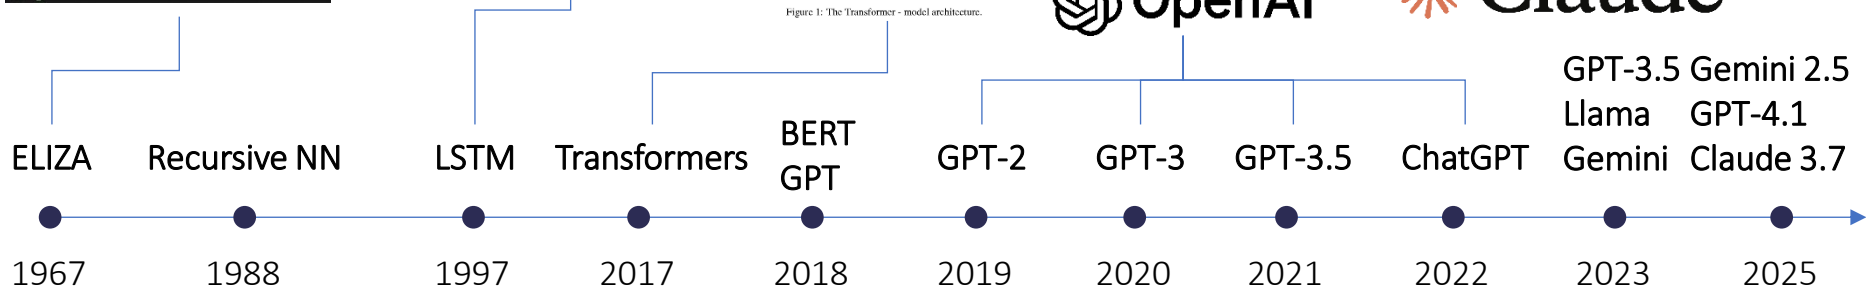 Figure 1: The Transformer - model architecture.
OpenAI
Claude
ELIZA
Recursive NN
LSTM
Transformers
BERT
GPT
GPT-2
GPT-3
GPT-3.5
ChatGPT
GPT-3.5
Llama
Gemini
Gemini 2.5
GPT-4.1
Claude 3.7
1967
1988
1997
2017
2018
2019
2020
2021
2022
2023
2025